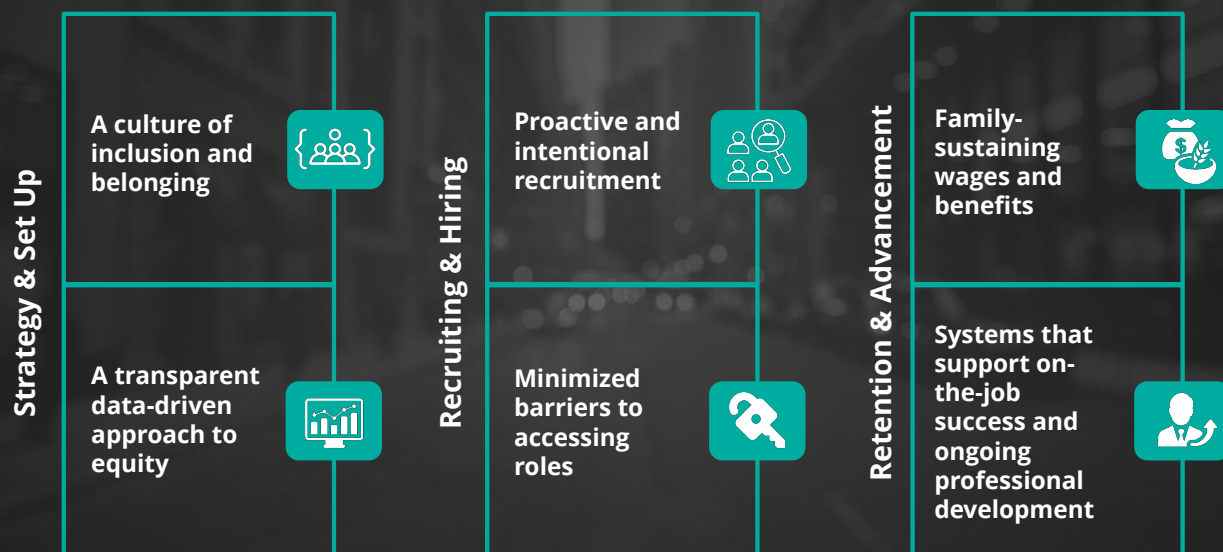 Strategy & Set Up
A culture of
inclusion and
belonging
A transparent
data-driven
approach to
equity
Recruiting & Hiring
Proactive and
intentional
recruitment
Minimized
barriers to
accessing
roles
Retention & Advancement
Family-
sustaining
wages and
benefits
$
Systems that
support on-
the-job
success and
ongoing
professional
development